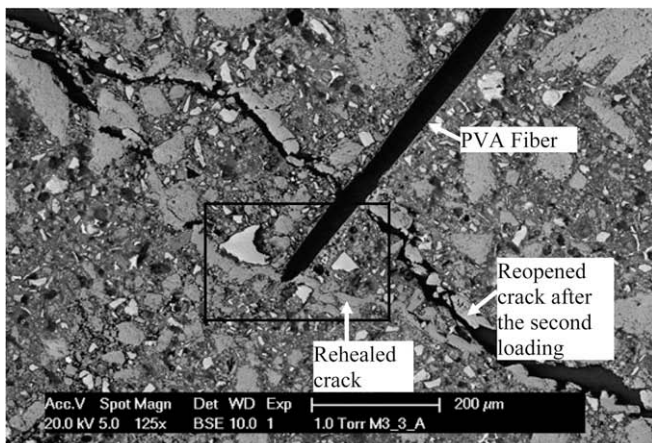 PVA Fiber
Reopened
crack after
the second
loading
Rehealed
crack
Acc.V Spot Magn Det WD Exp 200 µm
20.0 kV 5.0 125x BSE 10.0 1 1.0 Torr M3_3_A